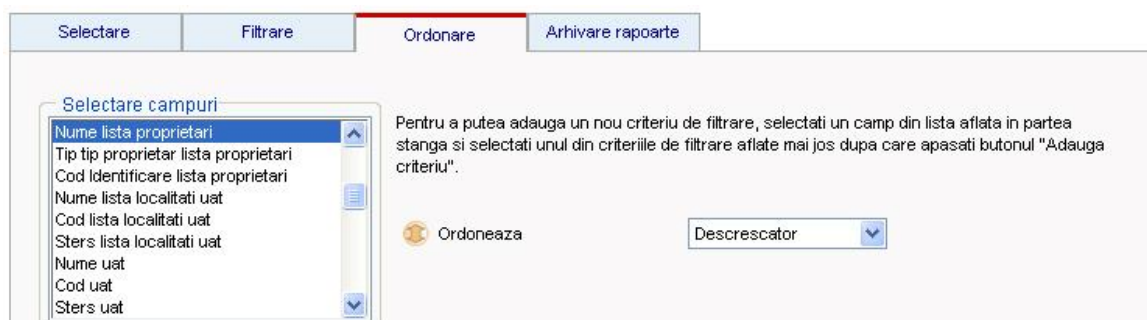 Selectare
Filtrare
Ordonare
Arhivare rapoarte
Selectare campuri
Nume lista proprietari
Tip tip proprietar lista proprietari
Cod Identificare lista proprietari
Nume lista localitati uat
Cod lista localitati uat
Sters lista localitati uat
Nume uat
Cod uat
Sters uat
Pentru a putea adauga un nou criteriu de filtrare, selectati un camp din lista aflata in partea
stanga si selectati unul din criteriile de filtrare aflate mai jos dupa care apasati butonul "Adauga
criteriu".
Ordoneaza
Descrescator